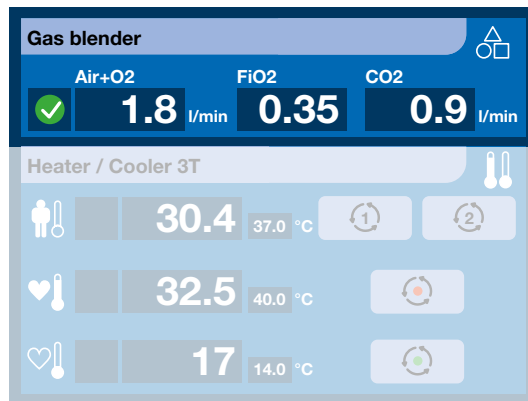 Gas blender
Air+O2 FiO2 CO2
1.8 l/min 0.35 0.9 l/min
Heater / Cooler 3T
30.4 37.0 °C 1 2
32.5 40.0 °C
17 14.0 °C